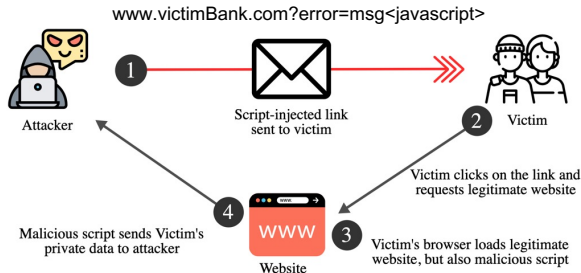 www.victimBank.com?error=msg<javascript>
1
Attacker
Script-injected link
sent to victim
2
Victim
Victim clicks on the link and
requests legitimate website
4
www
www
3
Malicious script sends Victim's
private data to attacker
Victim's browser loads legitimate
website, but also malicious script
Website